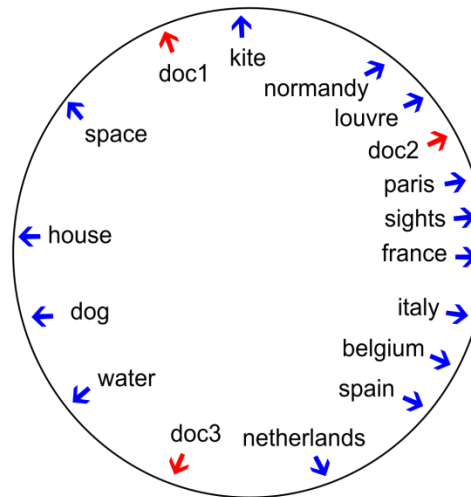 kite
doc1
normandy
louvre
space
doc2
paris
sights
house
france
dog
italy
belgium
water
spain
doc3
netherlands